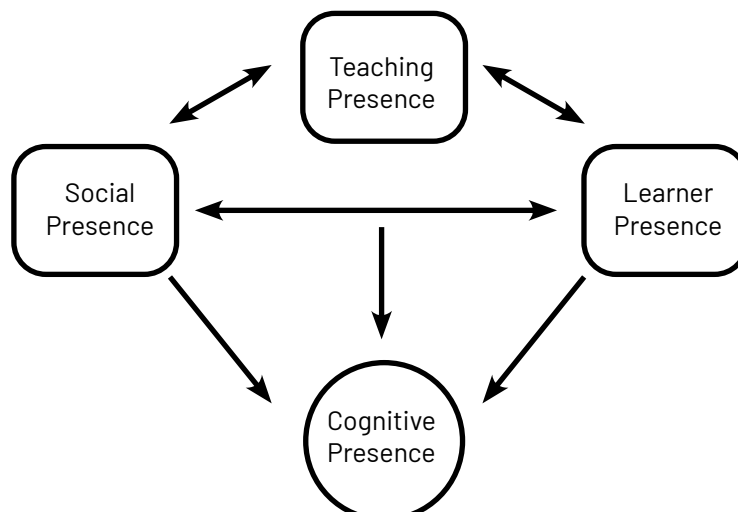 Teaching
Presence
Social
Presence
Learner
Presence
Cognitive
Presence